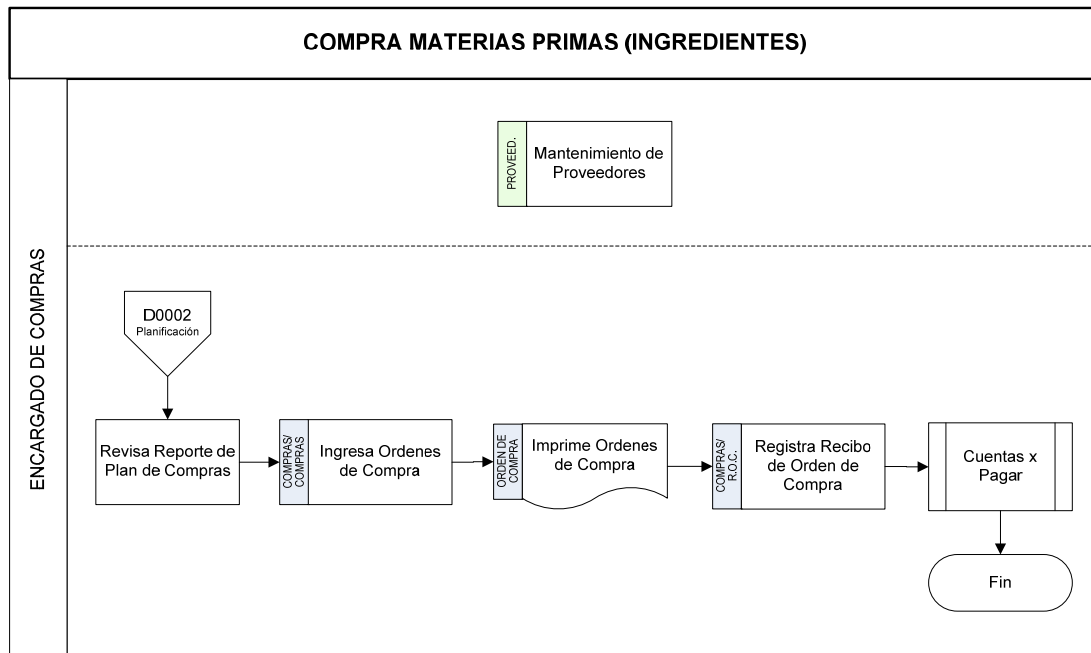 COMPRA MATERIAS PRIMAS (INGREDIENTES)
ENCARGADO DE COMPRAS
PROVEED.
Mantenimiento de
Proveedores
D0002
Planificación
Revisa Reporte de
Plan de Compras
COMPRAS/
COMPRAS
Ingresa Ordenes
de Compra
ORDEN DE
COMPRA
Imprime Ordenes
de Compra
COMPRAS/
R.O.C.
Registra Recibo
de Orden de
Compra
Cuentas x
Pagar
Fin